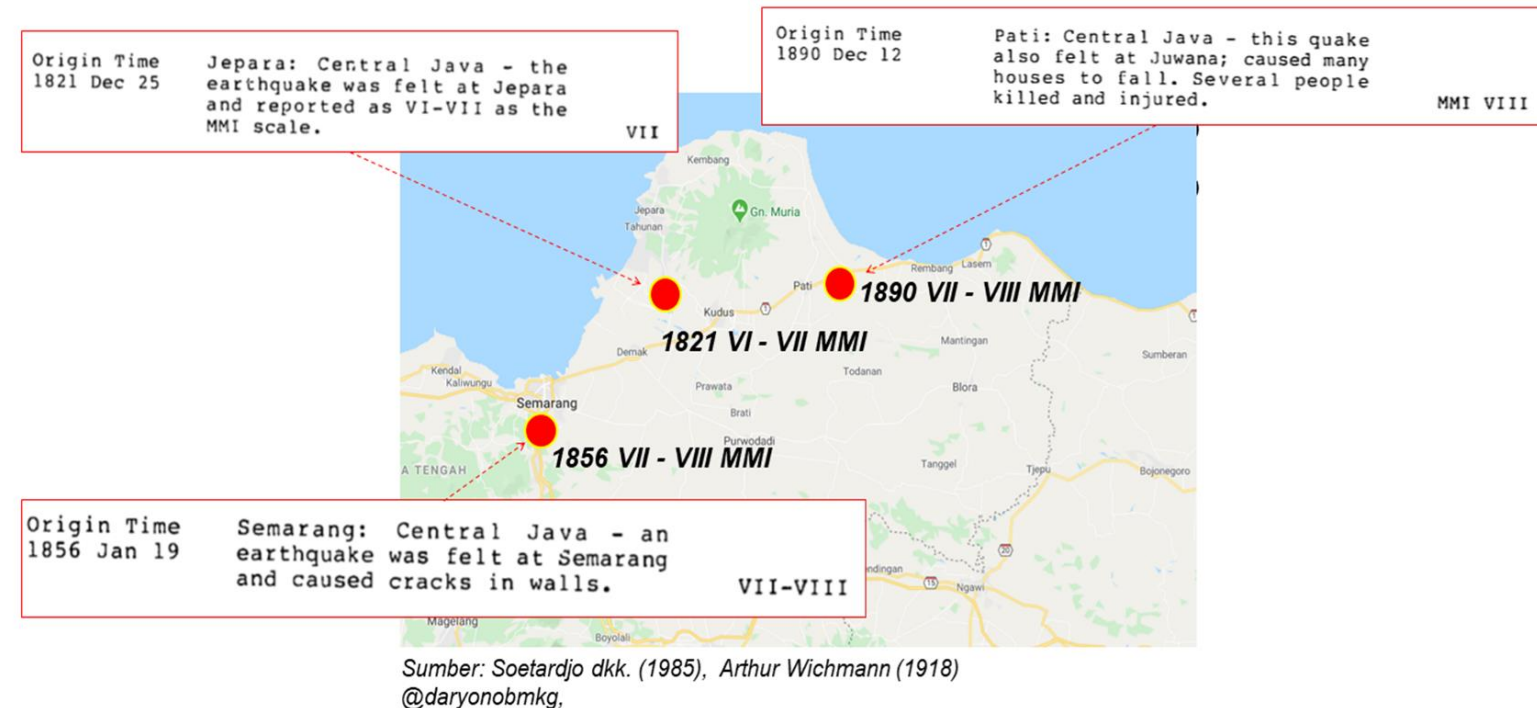 Origin Time
1821 Dec 25
Jepara: Central Java - the
earthquake was felt at Jepara
and reported as VI-VII as the
MMI scale.
VII
Origin Time
1890 Dec 12
Pati: Central Java - this quake
also felt at Juwana; caused many
houses to fall. Several people
killed and injured.
MMI VIII
Kembang
Jepara
Tahunan
Gn. Muria
1
Rembang
Lasem
Pati
1890 VII - VIII MMI
Kudus
1
1821 VI - VII MMI
Demak
Mantingan
Sumberan
Kendal
Kaliwungu
Todanan
Prawata
Blora
Semarang
Brati
Purwodadi
1856 VII - VIII MMI
A TENGAH
Tanggel
Tjepu
Bojonegoro
Origin Time
1856 Jan 19
Semarang: Central Java - an
earthquake was felt at Semarang
and caused cracks in walls.
VII-VIII
20
ndingan
15
Ngawi
Magelang
Boyolali
Sumber: Soetardjo dkk. (1985), Arthur Wichmann (1918)
@daryonobmkg,